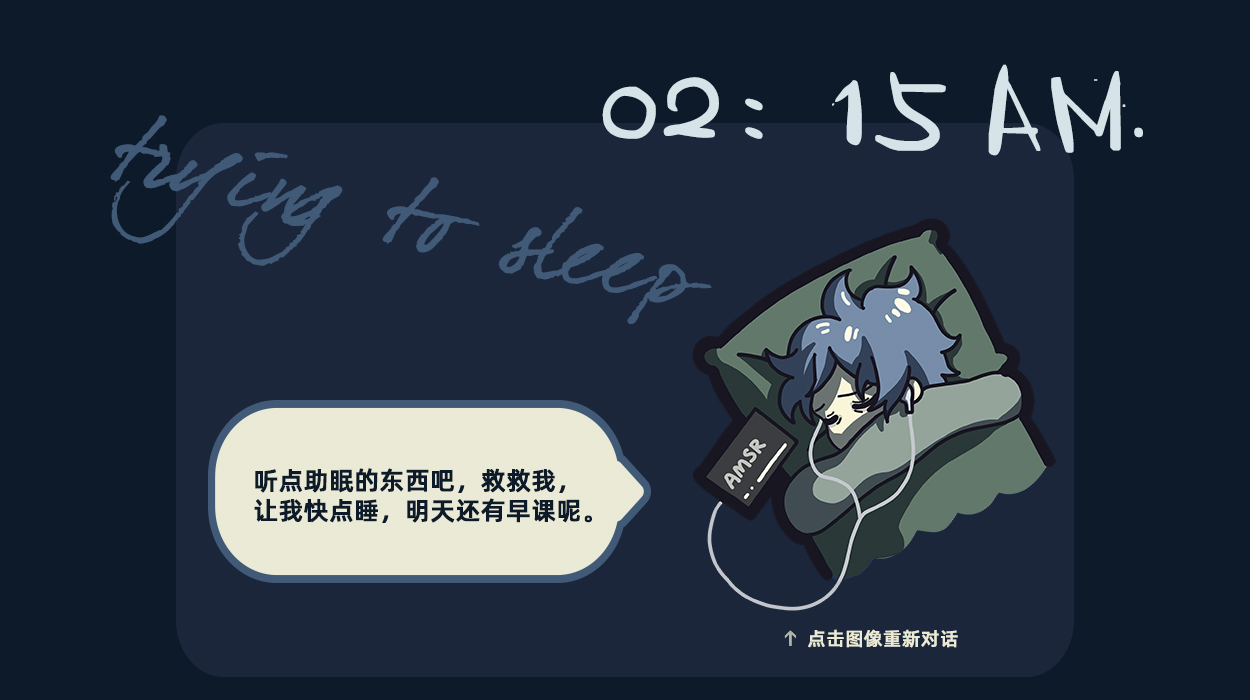 02:15 AM.
trying to sleep
AMSR
听点助眠的东西吧，救救我，
让我快点睡，明天还有早课呢。
↑ 点击图像重新对话